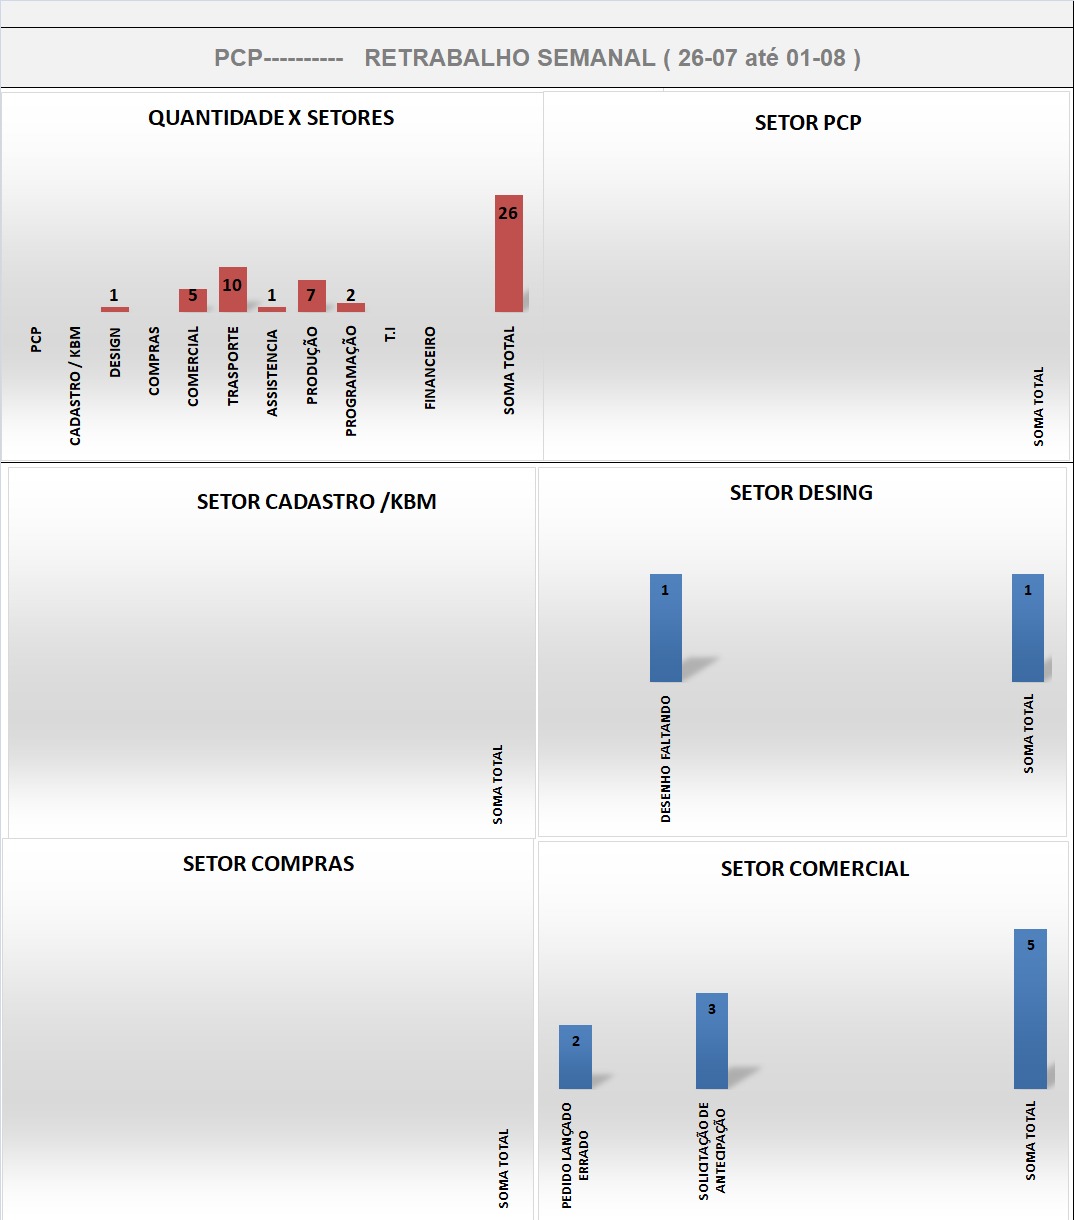 PCP---------- RETRABALHO SEMANAL ( 26-07 até 01-08 )
QUANTIDADE X SETORES
26
1
5
10
1
7
2
PCP
CADASTRO / KBM
DESIGN
COMPRAS
COMERCIAL
TRASPORTE
ASSISTENCIA
PRODUÇÃO
PROGRAMAÇÃO
T.I
FINANCEIRO
SOMA TOTAL
SETOR PCP
SOMA TOTAL
SETOR CADASTRO /KBM
SOMA TOTAL
SETOR DESING
1
1
DESENHO FALTANDO
SOMA TOTAL
SETOR COMPRAS
SOMA TOTAL
SETOR COMERCIAL
2
3
5
PEDIDO LANÇADO
ERRADO
SOLICITAÇÃO DE
ANTECIPAÇÃO
SOMA TOTAL